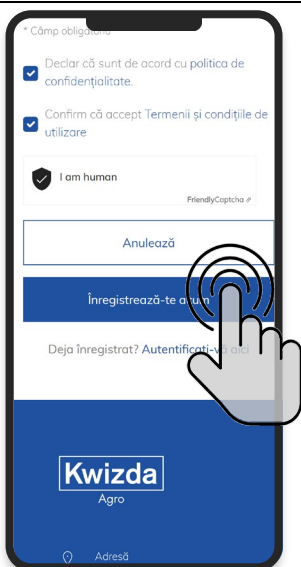 * Câmp obligatoriu
Declar că sunt de acord cu politica de
confidențialitate.
Confirm că accept Termenii și condițiile de
utilizare
I am human
FriendlyCaptcha ⇗
Anulează
Înregistrează-te acum
Deja înregistrat? Autentificați-vă aici
Kwizda
Agro
Adresă